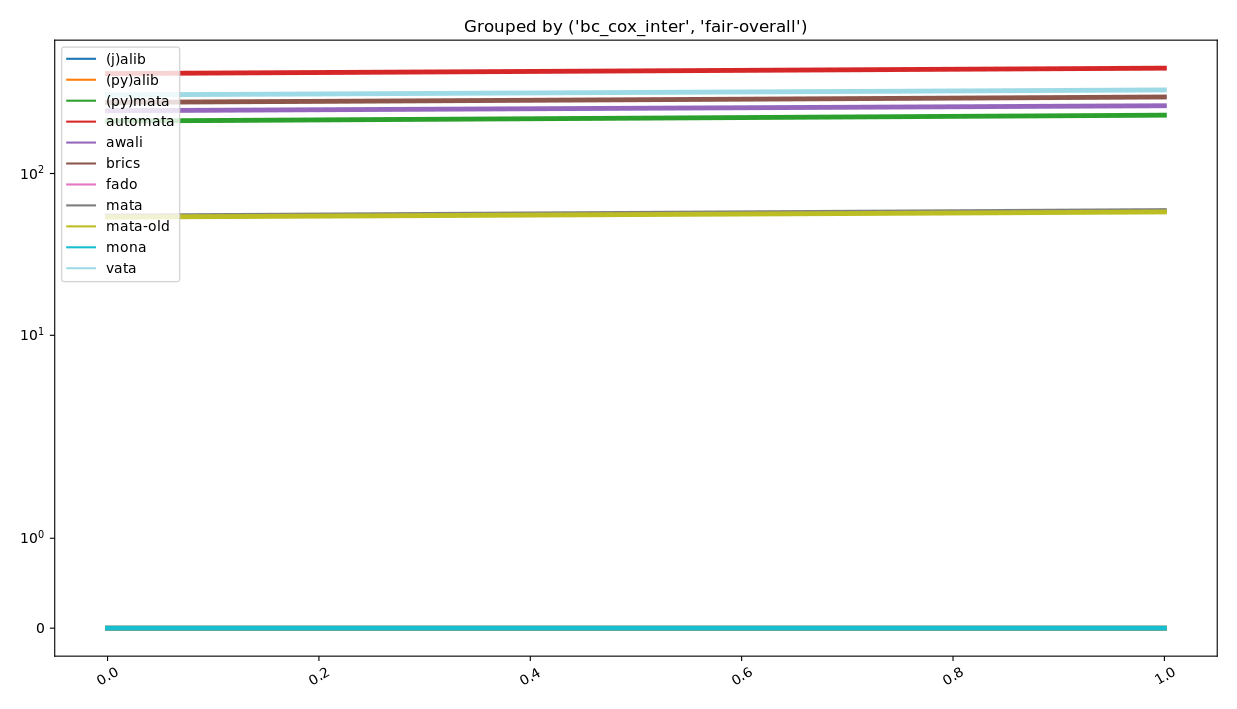 Grouped by ('bc_cox_inter', 'fair-overall')
(j)alib
(py)alib
(py)mata
automata
awali
brics
fado
mata
mata-old
mona
vata
10²
10¹
10⁰
0
0.0 0.2 0.4 0.6 0.8 1.0